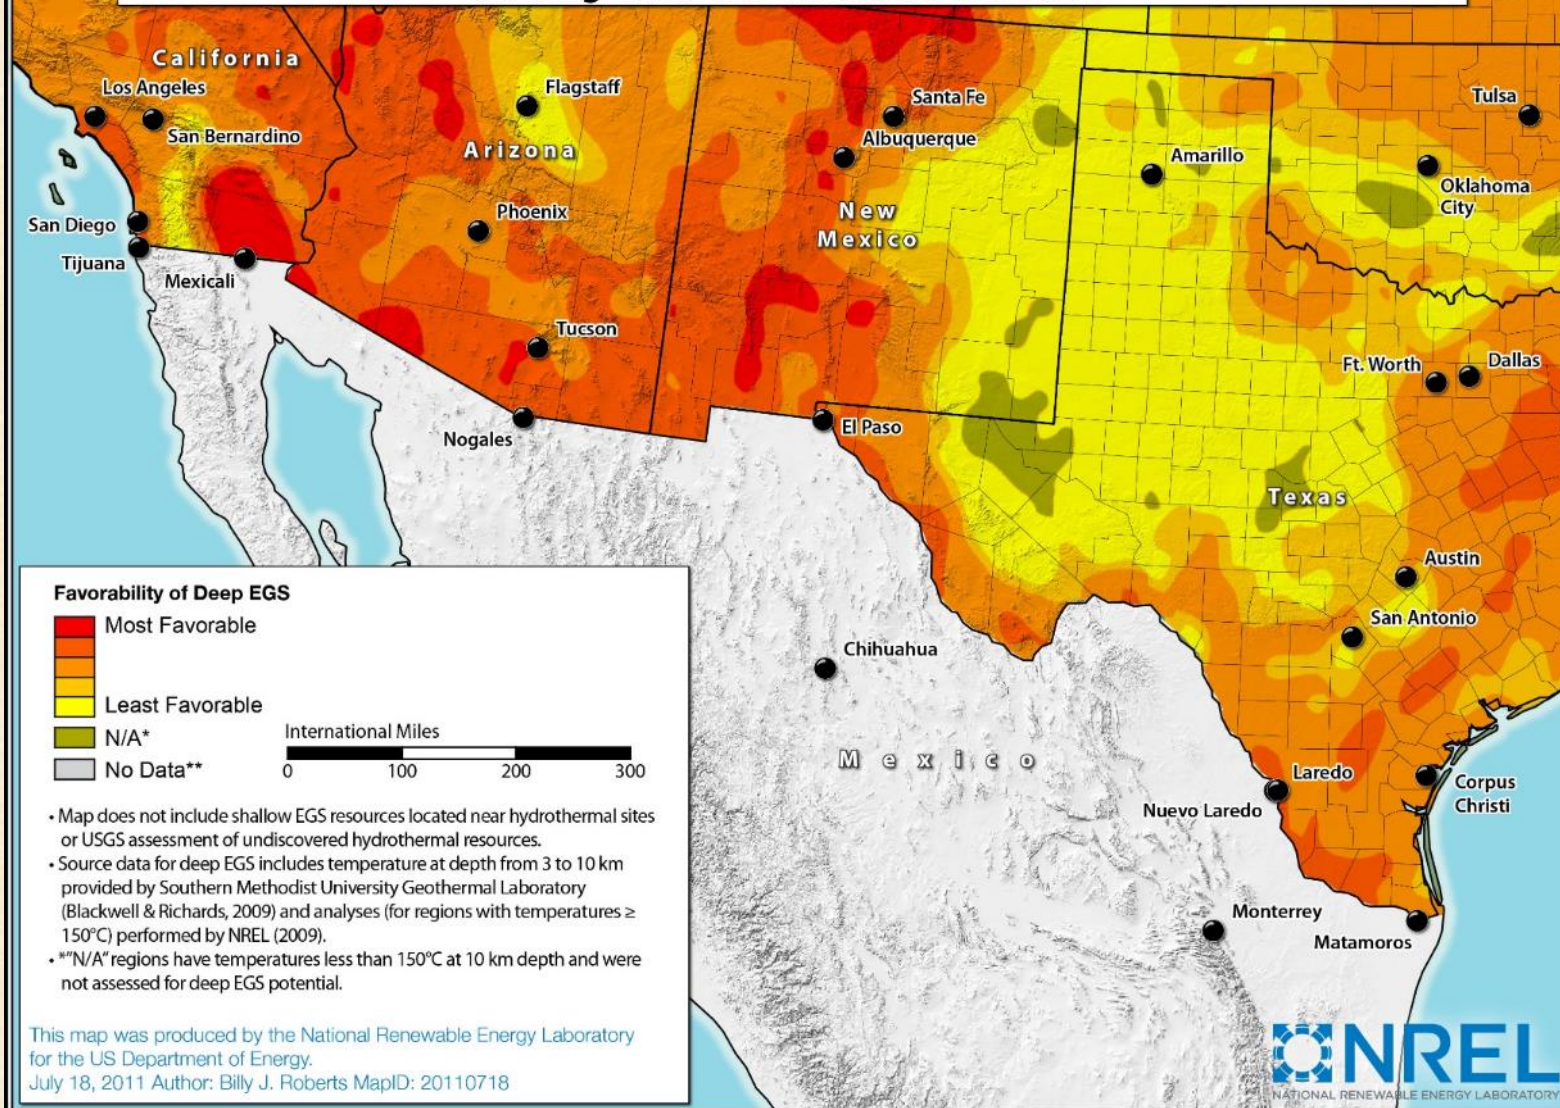 California
Los Angeles
San Bernardino
Flagstaff
Arizona
Santa Fe
Albuquerque
Tulsa
Amarillo
Oklahoma
City
Phoenix
New
Mexico
San Diego
Tijuana
Mexicali
Tucson
Ft. Worth
Dallas
Nogales
El Paso
Texas
Austin
San Antonio
Chihuahua
Mexico
Laredo
Nuevo Laredo
Corpus
Christi
Monterrey
Matamoros
Favorability of Deep EGS
Most Favorable
Least Favorable
N/A*
No Data**
International Miles
0 100 200 300
• Map does not include shallow EGS resources located near hydrothermal sites
or USGS assessment of undiscovered hydrothermal resources.
• Source data for deep EGS includes temperature at depth from 3 to 10 km
provided by Southern Methodist University Geothermal Laboratory
(Blackwell & Richards, 2009) and analyses (for regions with temperatures ≥
150°C) performed by NREL (2009).
• *"N/A" regions have temperatures less than 150°C at 10 km depth and were
not assessed for deep EGS potential.
This map was produced by the National Renewable Energy Laboratory
for the US Department of Energy.
July 18, 2011 Author: Billy J. Roberts MapID: 20110718
NREL
NATIONAL RENEWABLE ENERGY LABORATORY